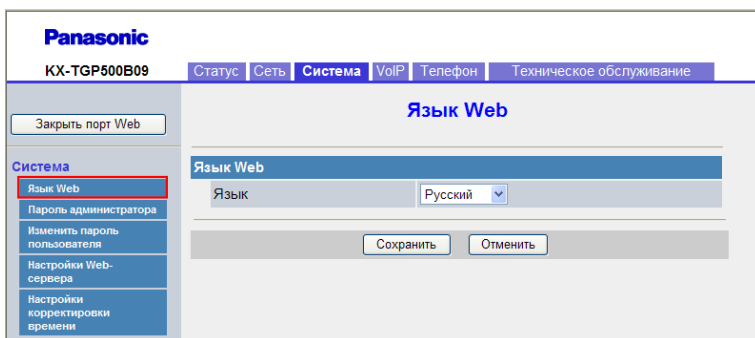 Panasonic
KX-TGP500B09
Статус Сеть Система VoIP Телефон Техническое обслуживание
Закрыть порт Web
Язык Web
Система
Язык Web
Пароль администратора
Изменить пароль
пользователя
Настройки Web-
сервера
Настройки
корректировки
времени
Язык Web
Язык Русский
Сохранить Отменить